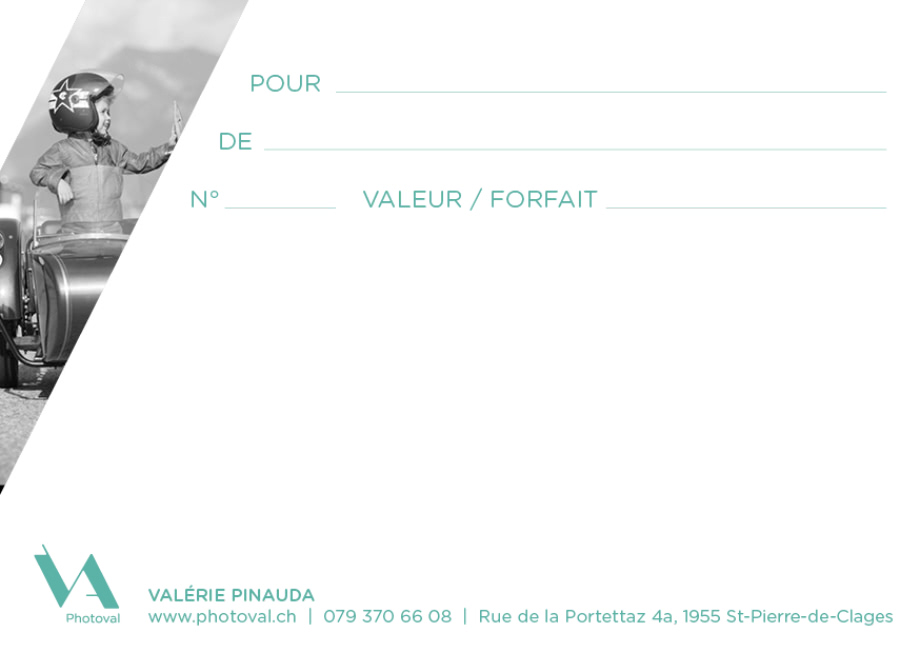 POUR
DE
N° VALEUR / FORFAIT
VA
Photoval
VALÉRIE PINAUDA
www.photoval.ch | 079 370 66 08 | Rue de la Portettaz 4a, 1955 St-Pierre-de-Clages